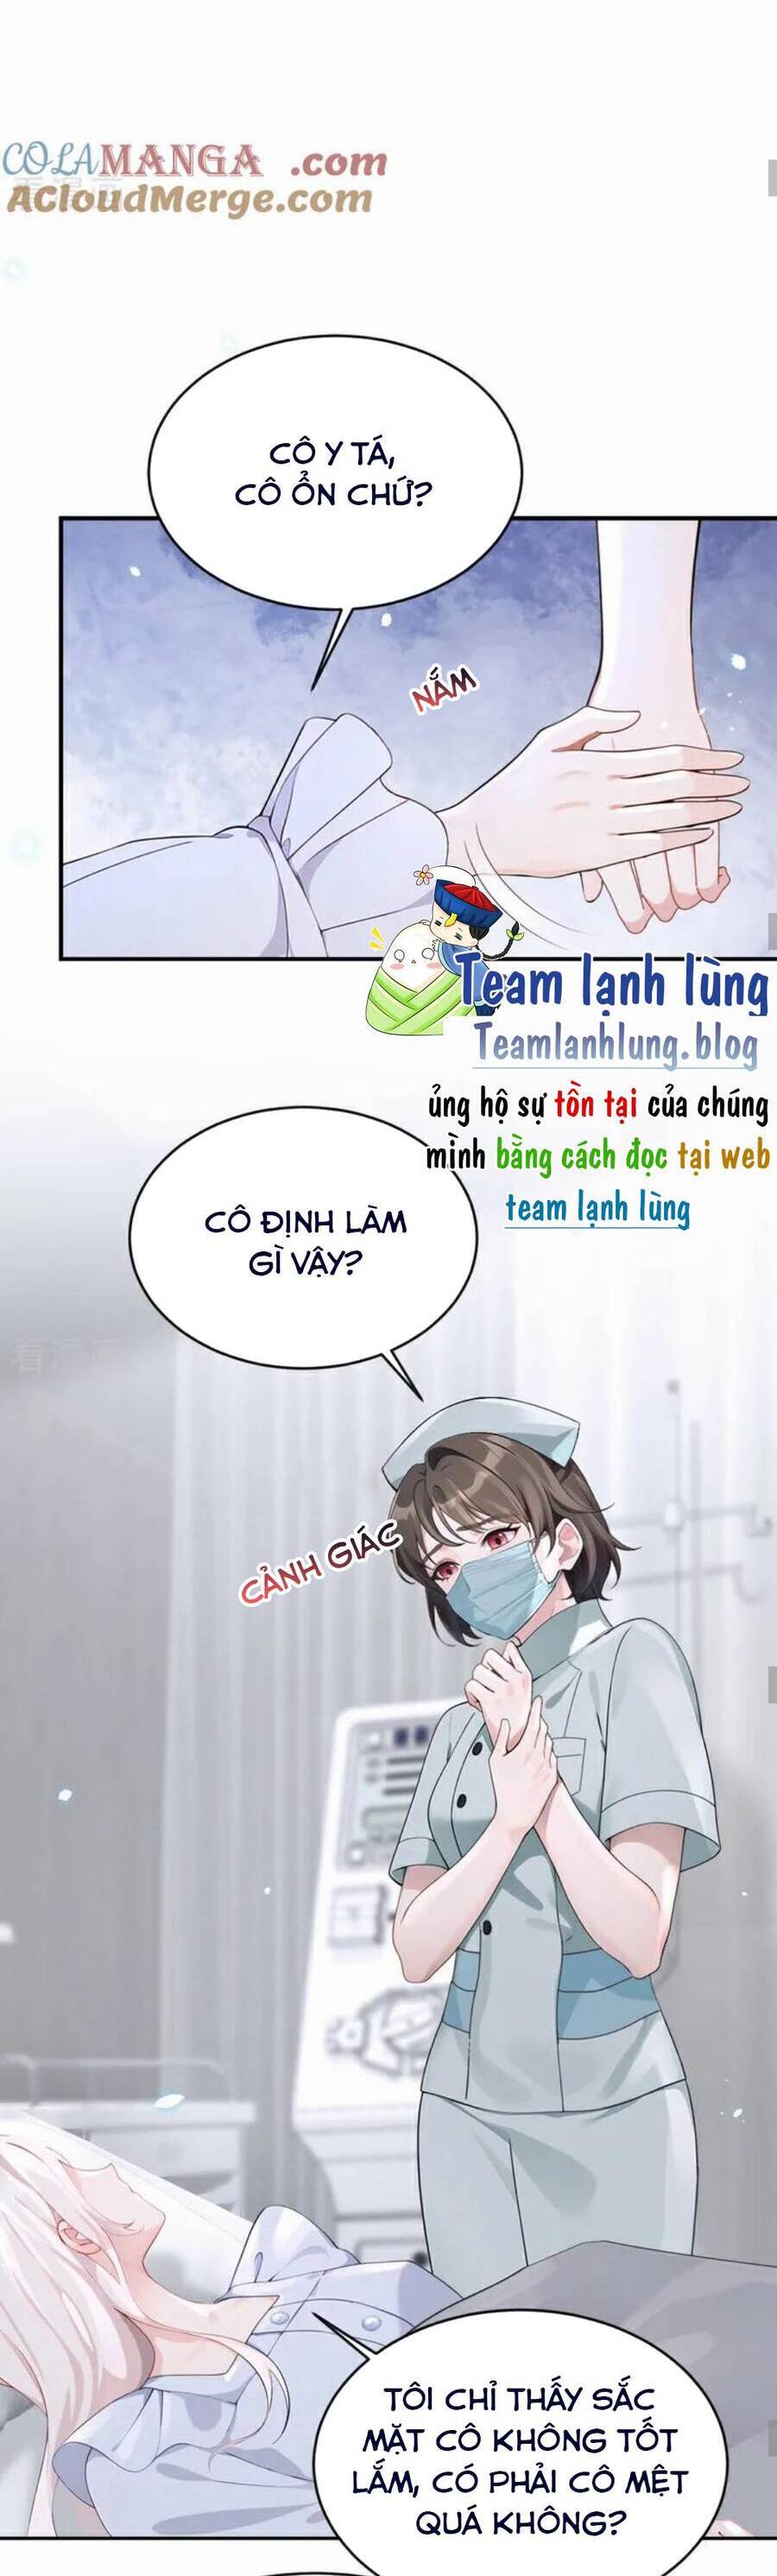 COLAMANGA.com
ACloudMerge.com
CÔ Y TÁ,
CÔ ỔN CHỨ?
NẮM
Team lạnh lùng
Teamlanhlung.blog
ủng hộ sự tồn tại của chúng
mình bằng cách đọc tại web
team lạnh lùng
CÔ ĐỊNH LÀM
GÌ VẬY?
CẢNH GIÁC
TÔI CHỈ THẤY SẮC
MẶT CÔ KHÔNG TỐT
LẮM, CÓ PHẢI CÔ MỆT
QUÁ KHÔNG?